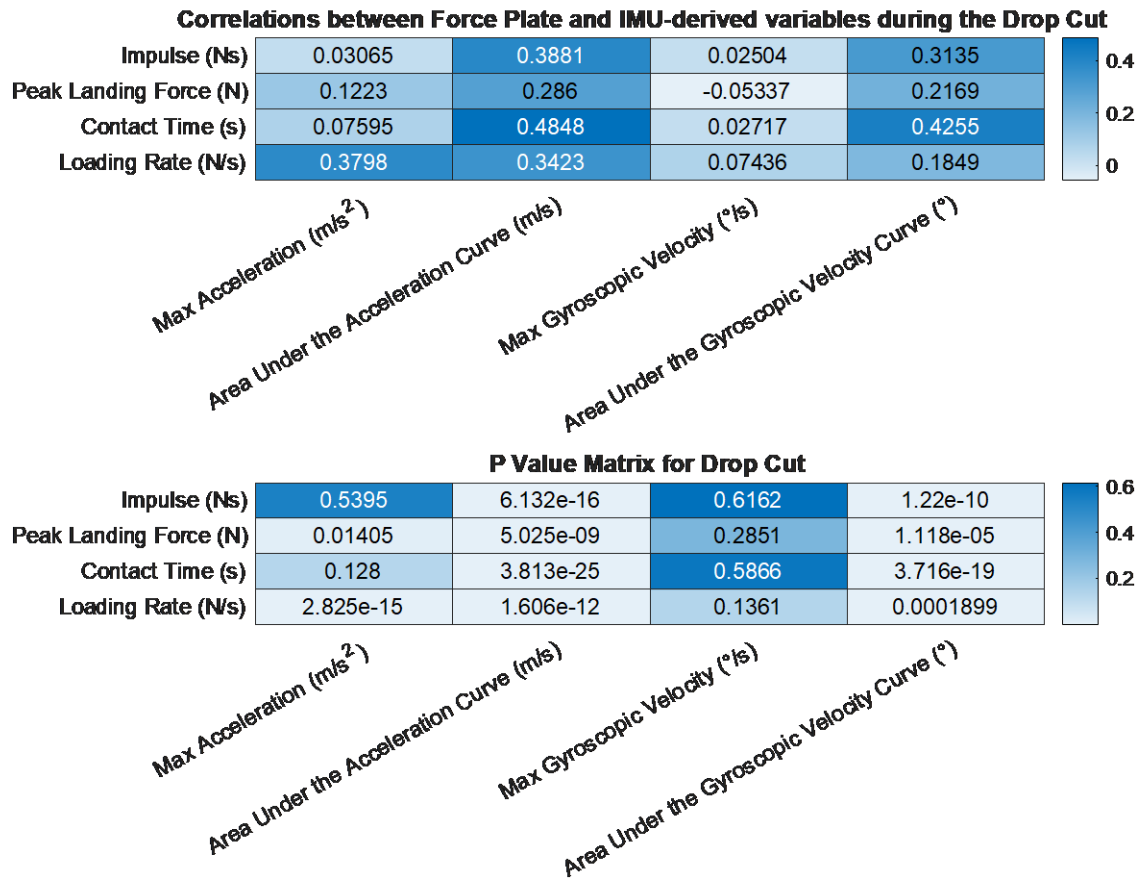 Correlations between Force Plate and IMU-derived variables during the Drop Cut
Impulse (Ns) 0.03065 0.3881 0.02504 0.3135 0.4
Peak Landing Force (N) 0.1223 0.286 -0.05337 0.2169
Contact Time (s) 0.07595 0.4848 0.02717 0.4255 0.2
Loading Rate (N/s) 0.3798 0.3423 0.07436 0.1849 0
Max Acceleration (m/s²)
Area Under the Acceleration Curve (m/s)
Max Gyroscopic Velocity (°/s)
Area Under the Gyroscopic Velocity Curve (°)
P Value Matrix for Drop Cut
Impulse (Ns) 0.5395 6.132e-16 0.6162 1.22e-10 0.6
Peak Landing Force (N) 0.01405 5.025e-09 0.2851 1.118e-05 0.4
Contact Time (s) 0.128 3.813e-25 0.5866 3.716e-19 0.2
Loading Rate (N/s) 2.825e-15 1.606e-12 0.1361 0.0001899
Max Acceleration (m/s²)
Area Under the Acceleration Curve (m/s)
Max Gyroscopic Velocity (°/s)
Area Under the Gyroscopic Velocity Curve (°)